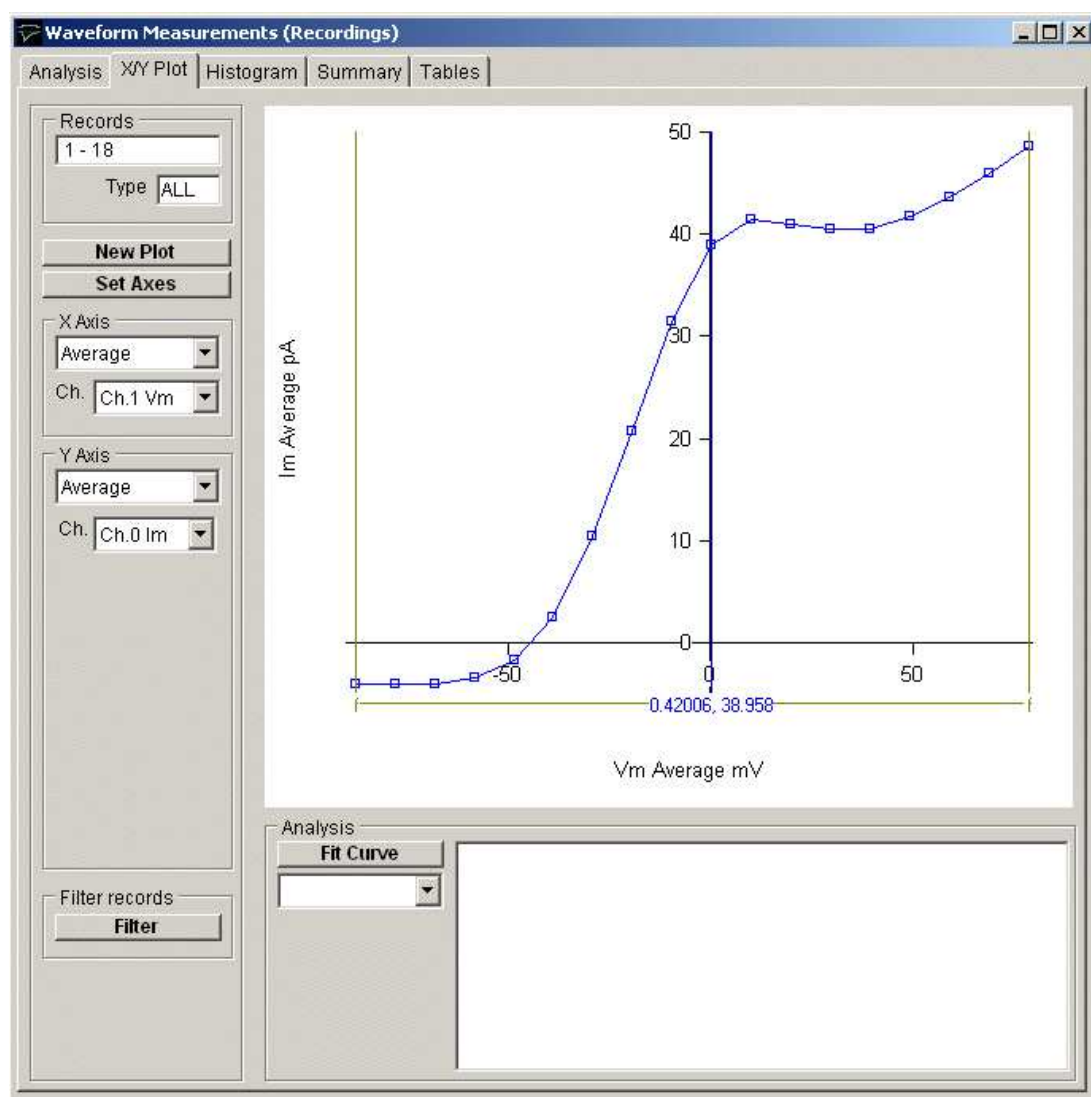 Waveform Measurements (Recordings)
Analysis X/Y Plot Histogram Summary Tables
Records
1 - 18
Type ALL
New Plot
Set Axes
X Axis
Average
Ch. Ch.1 Vm
Y Axis
Average
Ch. Ch.0 Im
Filter records
Filter
Im Average pA
50
40
30
20
10
0
-50 0 50
0.42006, 38.958
Vm Average mV
Analysis
Fit Curve